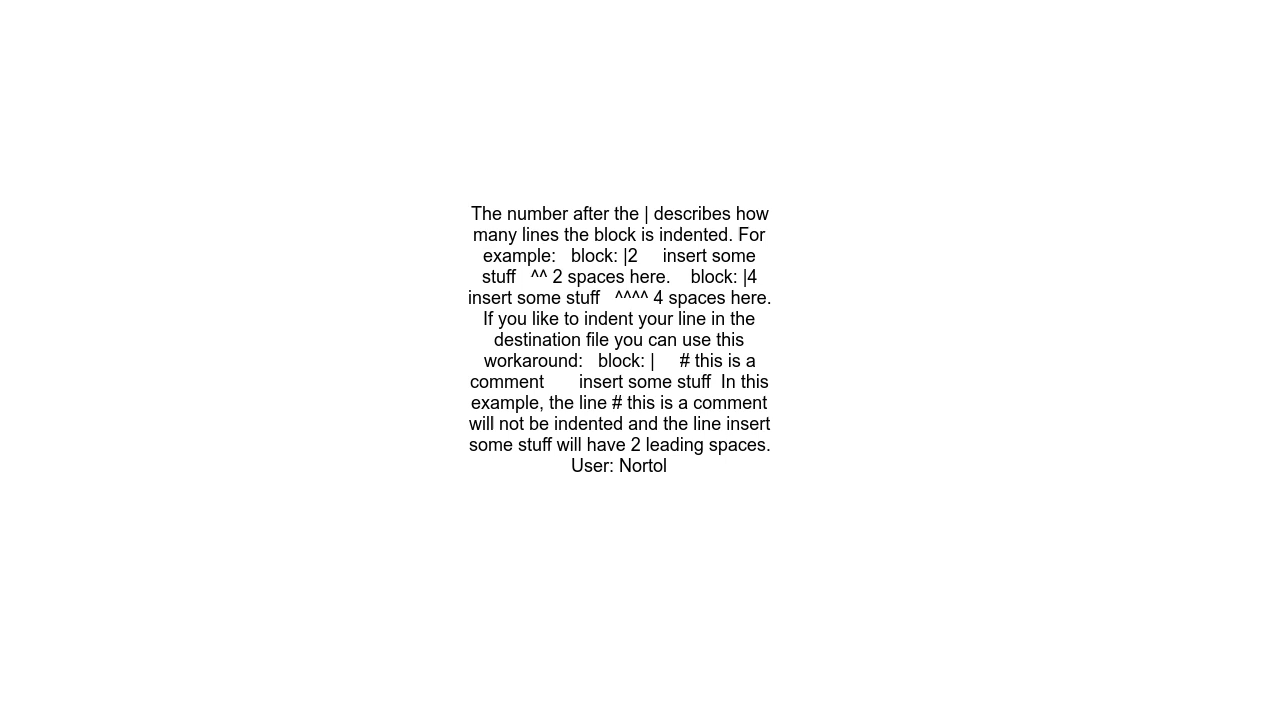 The number after the | describes how
many lines the block is indented. For
example:   block: |2     insert some
stuff   ^^ 2 spaces here.    block: |4
insert some stuff   ^^^^ 4 spaces here.
If you like to indent your line in the
destination file you can use this
workaround:   block: |     # this is a
comment       insert some stuff  In this
example, the line # this is a comment
will not be indented and the line insert
some stuff will have 2 leading spaces.
User: Nortol